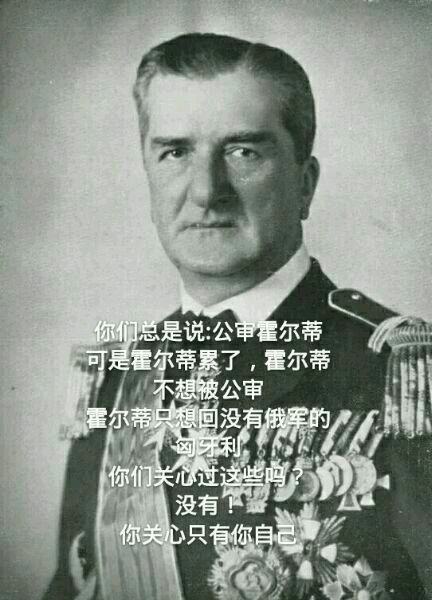 你们总是说:公审霍尔蒂
可是霍尔蒂累了，霍尔蒂
不想被公审
霍尔蒂只想回没有俄军的
匈牙利
你们关心过这些吗？
没有！
你关心只有你自己